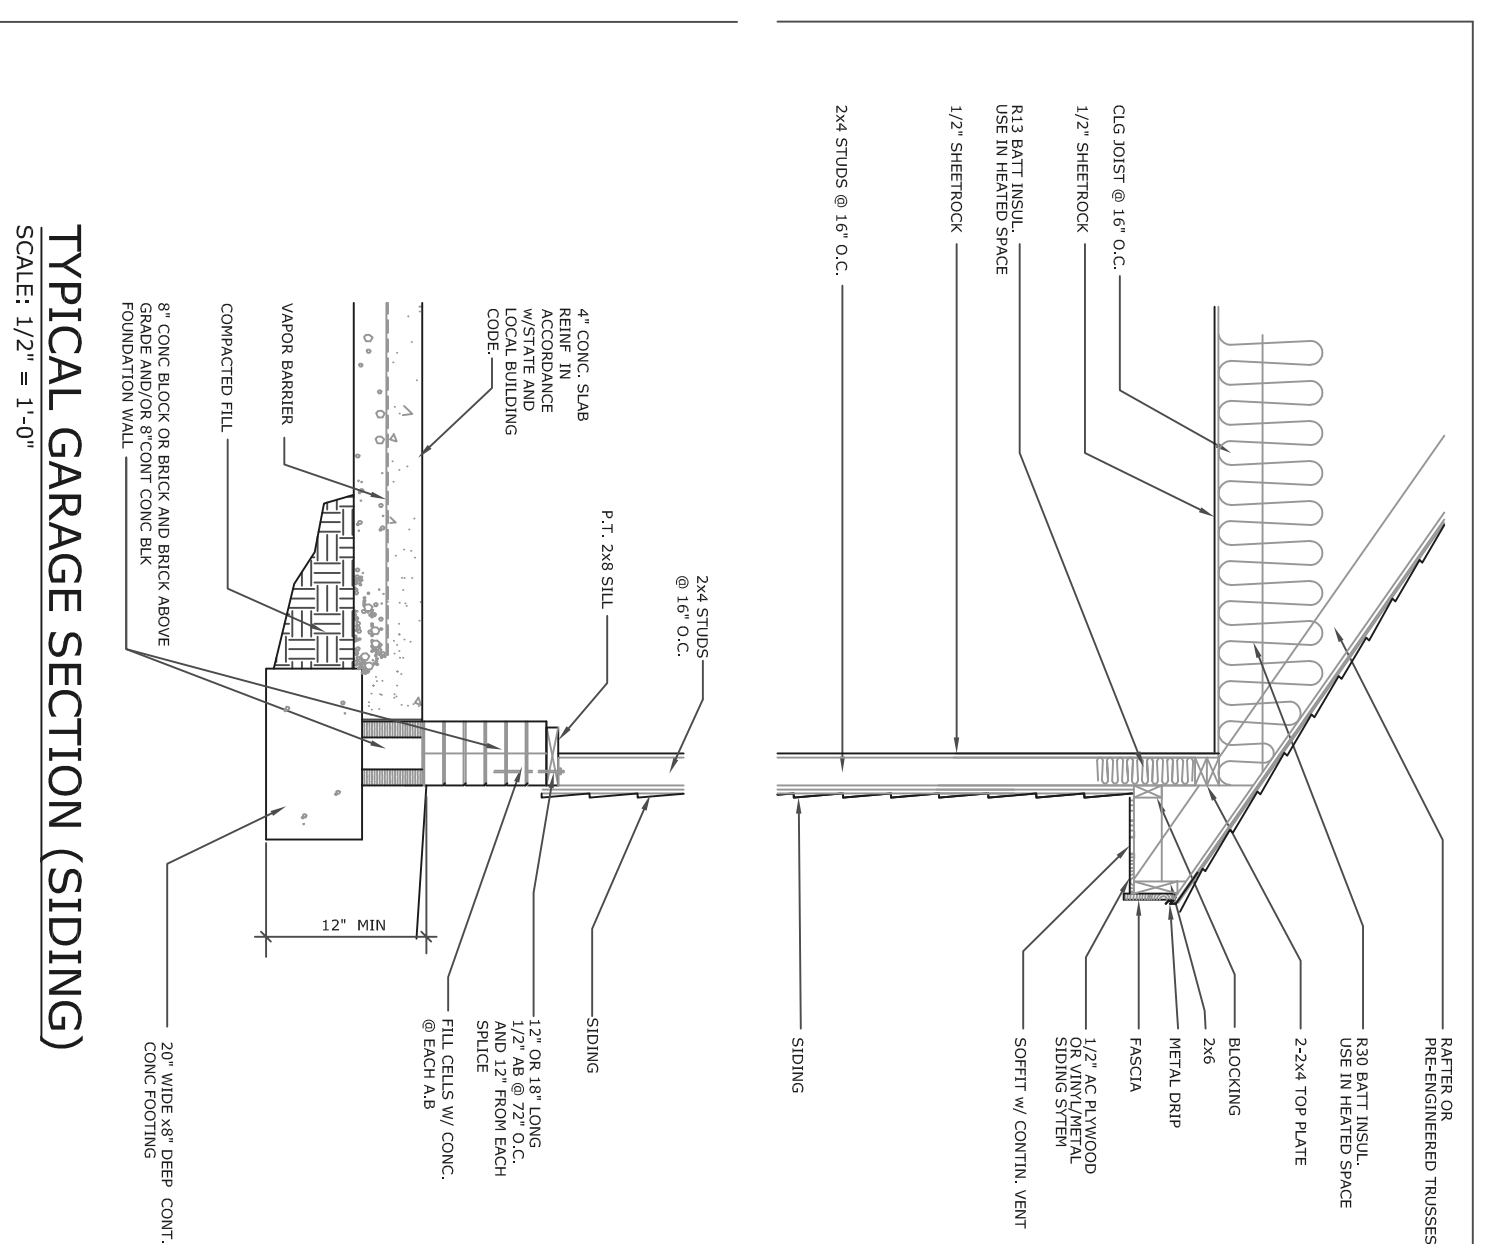 RAFTER OR
PRE-ENGINEERED TRUSSES
R30 BATT INSUL.
USE IN HEATED SPACE
2-2x4 TOP PLATE
BLOCKING
2x6
METAL DRIP
FASCIA
1/2" AC PLYWOOD
OR VINYL/METAL
SIDING SYTEM
SOFFIT w/ CONTIN. VENT
SIDING
CLG JOIST @ 16" O.C.
1/2" SHEETROCK
R13 BATT INSUL.
USE IN HEATED SPACE
1/2" SHEETROCK
2x4 STUDS @ 16" O.C.
2x4 STUDS
@ 16" O.C.
P.T. 2x8 SILL
4" CONC. SLAB
REINF IN
ACCORDANCE
w/STATE AND
LOCAL BUILDING
CODE.
SIDING
12" OR 18" LONG
1/2" AB @ 72" O.C.
AND 12" FROM EACH
SPLICE
FILL CELLS W/ CONC.
@ EACH A.B
12" MIN
VAPOR BARRIER
COMPACTED FILL
8" CONC BLOCK OR BRICK AND BRICK ABOVE
GRADE AND/OR 8"CONT CONC BLK
FOUNDATION WALL
20" WIDE x8" DEEP CONT.
CONC FOOTING
TYPICAL GARAGE SECTION (SIDING)
SCALE: 1/2" = 1'-0"